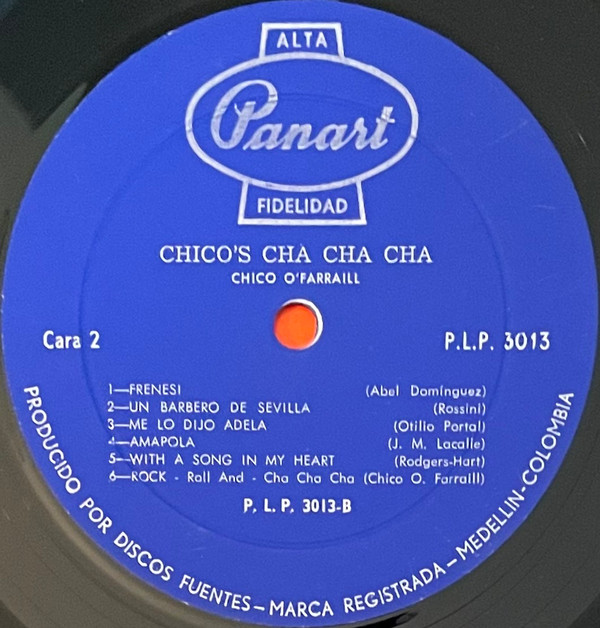 ALTA
Panart
FIDELIDAD
CHICO'S CHA CHA CHA
CHICO O'FARRAILL
Cara 2
P.L.P. 3013
1—FRENESI (Abel Domínguez)
2—UN BARBERO DE SEVILLA (Rossini)
3—ME LO DIJO ADELA (Otilio Portal)
4—AMAPOLA (J. M. Lacalle)
5—WITH A SONG IN MY HEART (Rodgers-Hart)
6—ROCK - Roll And - Cha Cha Cha (Chico O. Farraill)
P. L. P. 3013-B
PRODUCIDO POR DISCOS FUENTES—MARCA REGISTRADA—MEDELLIN-COLOMBIA